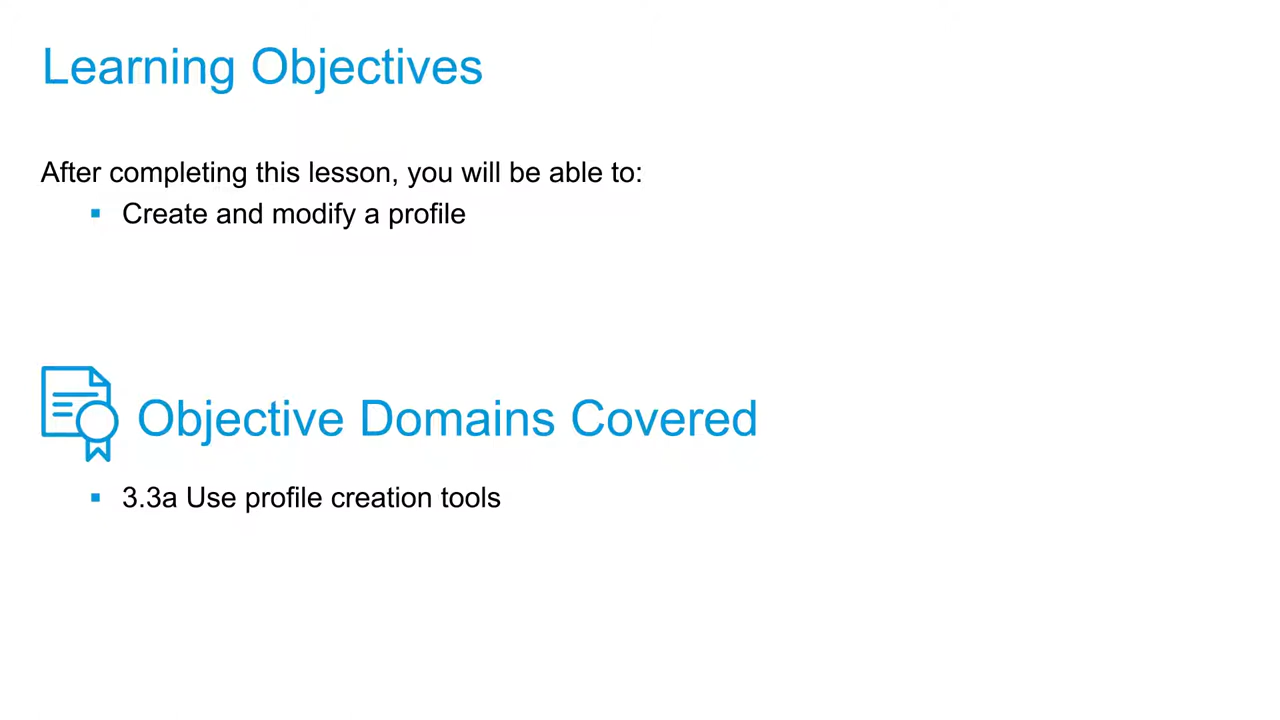 Learning Objectives
After completing this lesson, you will be able to:
▪ Create and modify a profile
Objective Domains Covered
▪ 3.3a Use profile creation tools